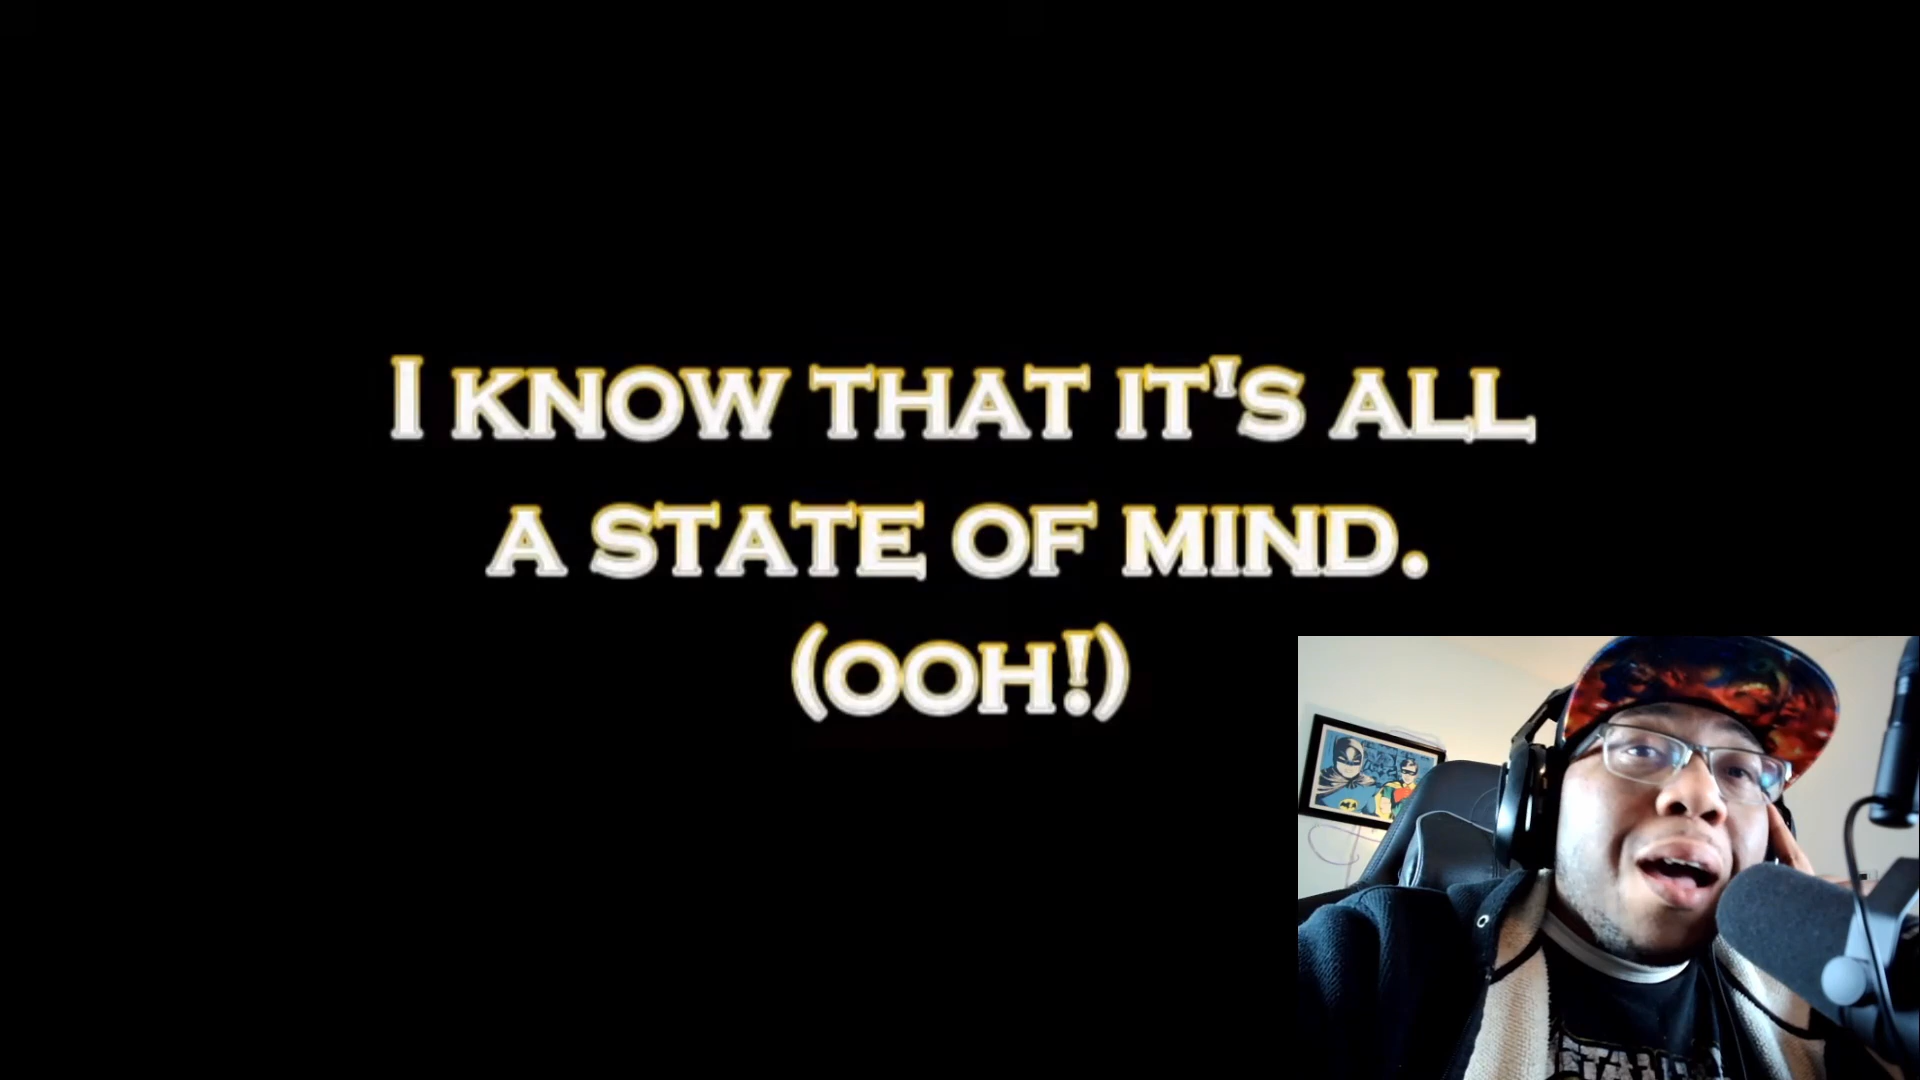 I KNOW THAT IT'S ALL
A STATE OF MIND.
(OOH!)